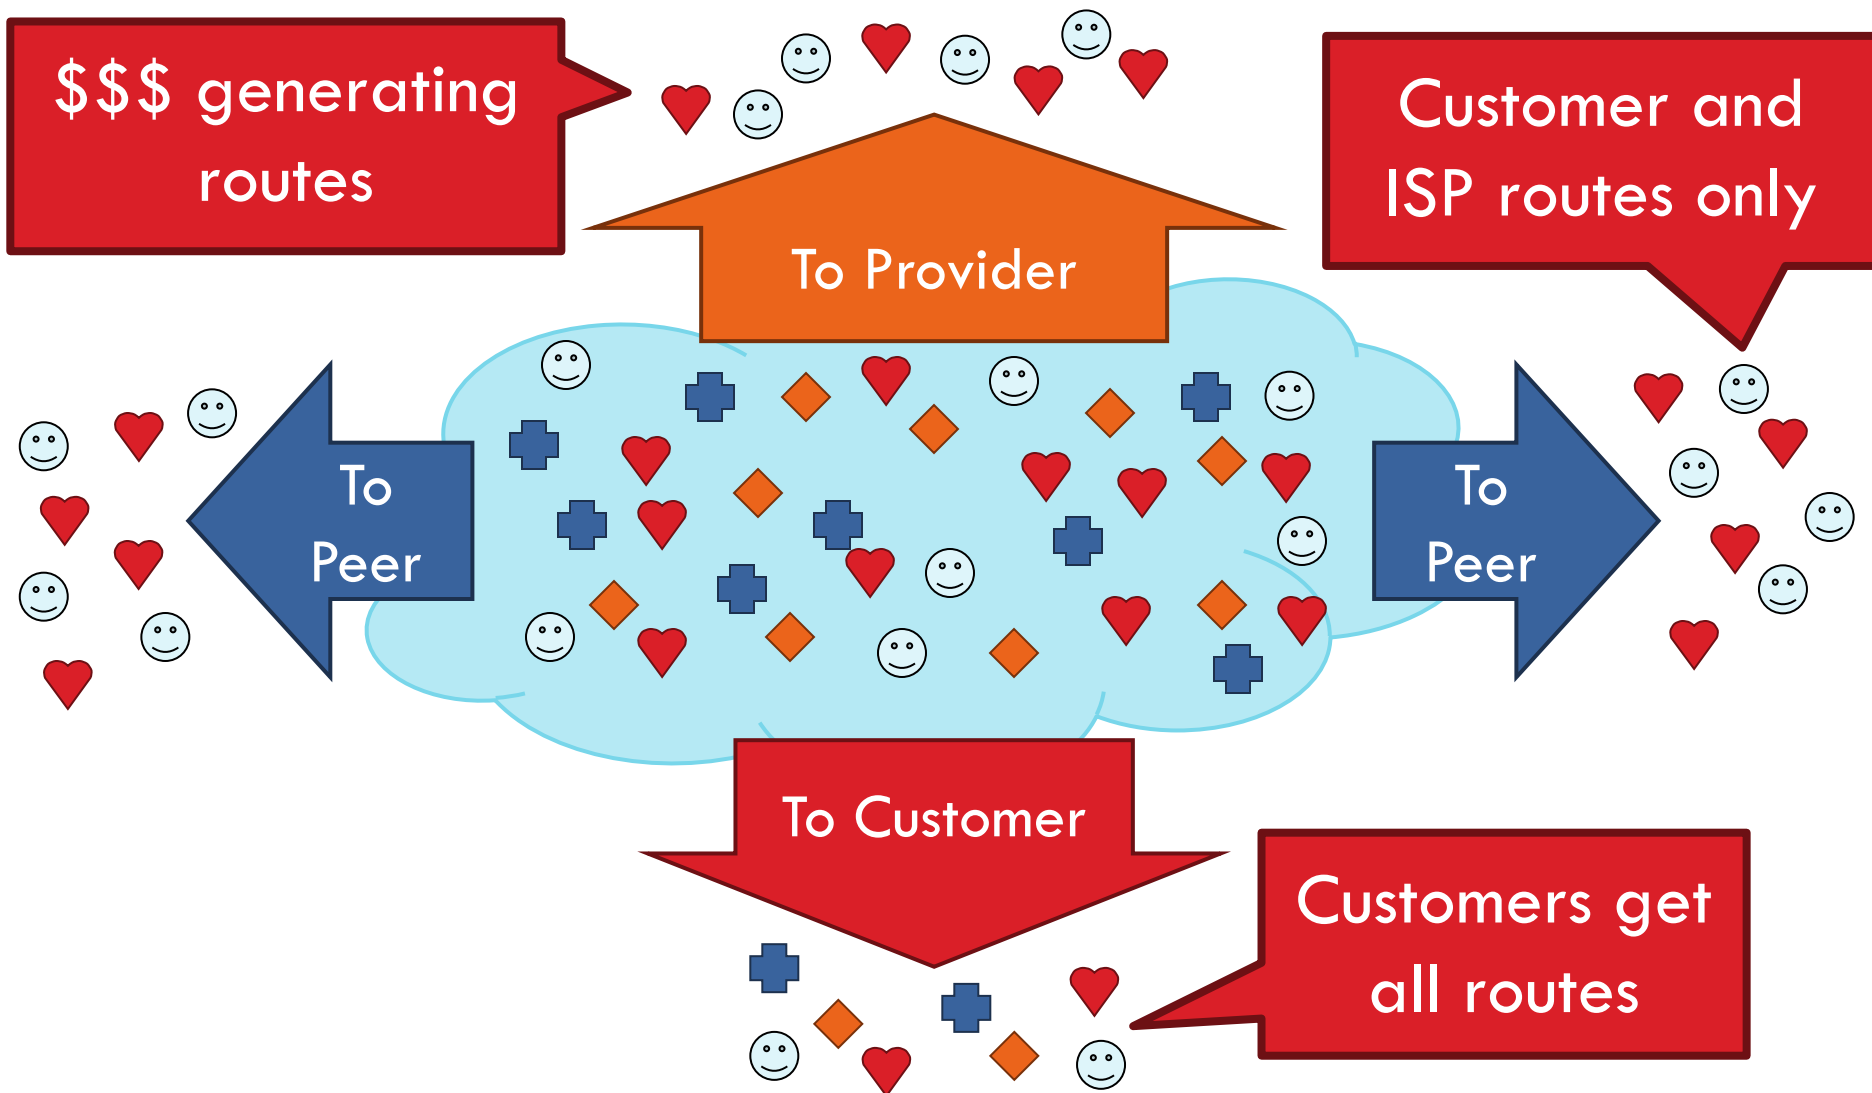 $$$ generating
routes
Customer and
ISP routes only
To Provider
To
Peer
To
Peer
To Customer
Customers get
all routes